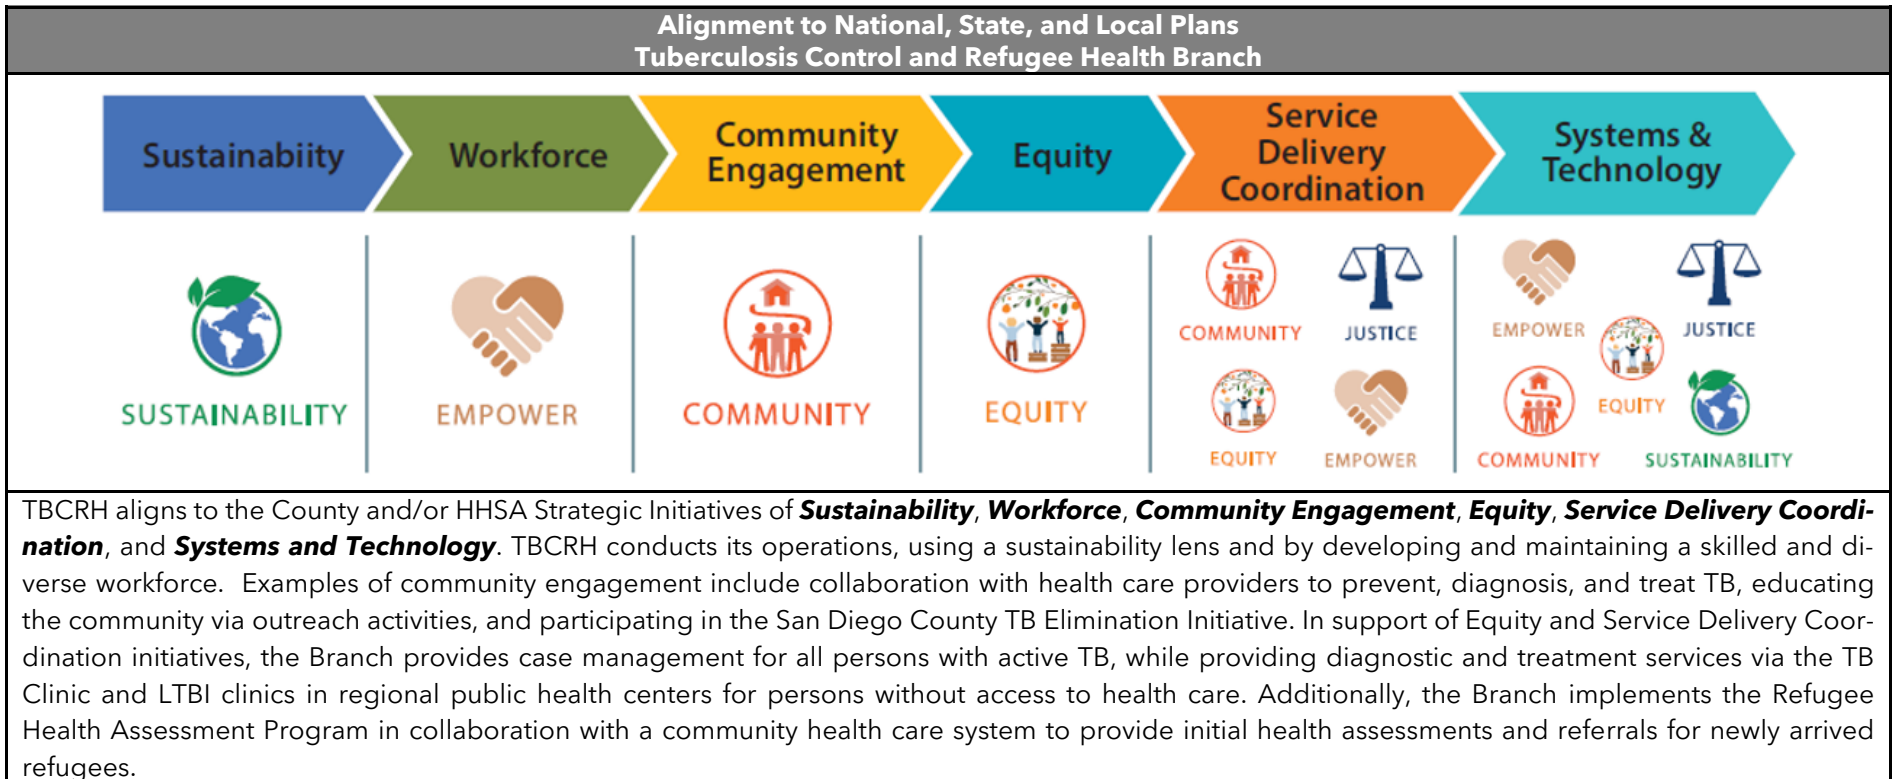 Alignment to National, State, and Local Plans
Tuberculosis Control and Refugee Health Branch
Sustainabiity
Workforce
Community
Engagement
Equity
Service
Delivery
Coordination
Systems &
Technology
SUSTAINABILITY
EMPOWER
COMMUNITY
EQUITY
COMMUNITY
JUSTICE
EQUITY
EMPOWER
EMPOWER
JUSTICE
EQUITY
COMMUNITY
SUSTAINABILITY
TBCRH aligns to the County and/or HHSA Strategic Initiatives of Sustainability, Workforce, Community Engagement, Equity, Service Delivery Coordi-
nation, and Systems and Technology. TBCRH conducts its operations, using a sustainability lens and by developing and maintaining a skilled and di-
verse workforce.  Examples of community engagement include collaboration with health care providers to prevent, diagnosis, and treat TB, educating
the community via outreach activities, and participating in the San Diego County TB Elimination Initiative. In support of Equity and Service Delivery Coor-
dination initiatives, the Branch provides case management for all persons with active TB, while providing diagnostic and treatment services via the TB
Clinic and LTBI clinics in regional public health centers for persons without access to health care. Additionally, the Branch implements the Refugee
Health Assessment Program in collaboration with a community health care system to provide initial health assessments and referrals for newly arrived
refugees.